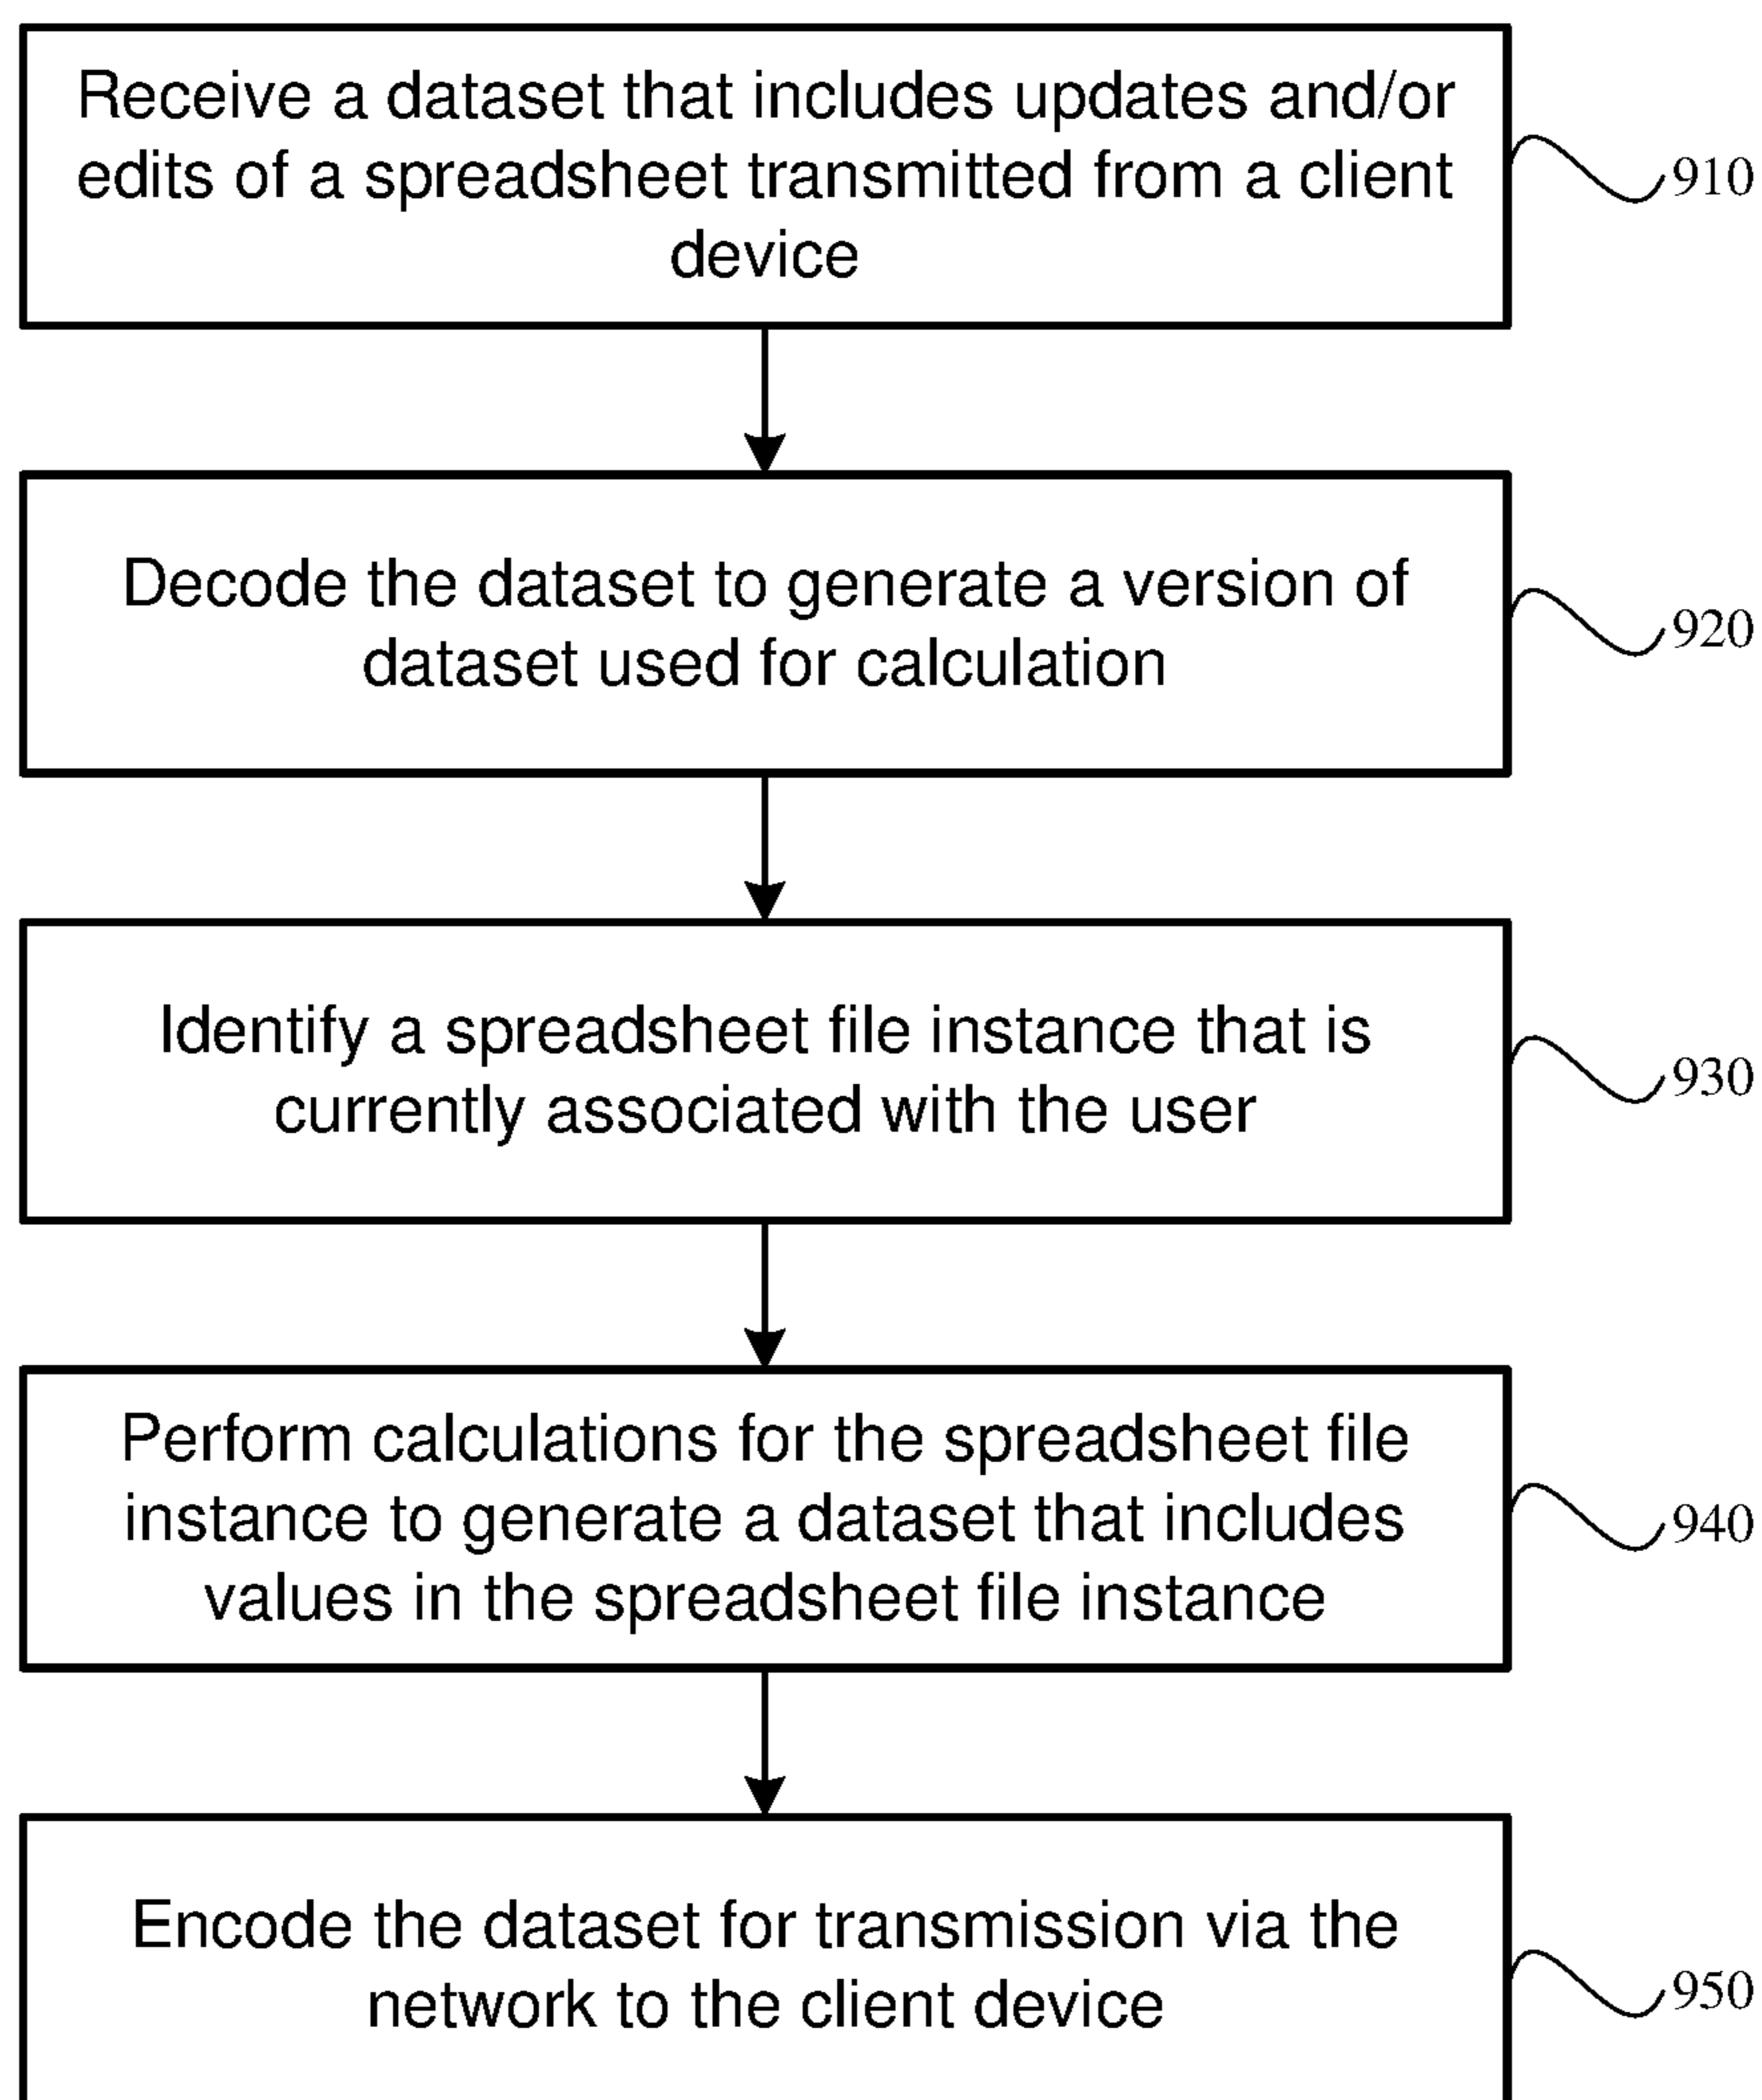 Receive a dataset that includes updates and/or
edits of a spreadsheet transmitted from a client
device
910
Decode the dataset to generate a version of
dataset used for calculation
920
Identify a spreadsheet file instance that is
currently associated with the user
930
Perform calculations for the spreadsheet file
instance to generate a dataset that includes
values in the spreadsheet file instance
940
Encode the dataset for transmission via the
network to the client device
950